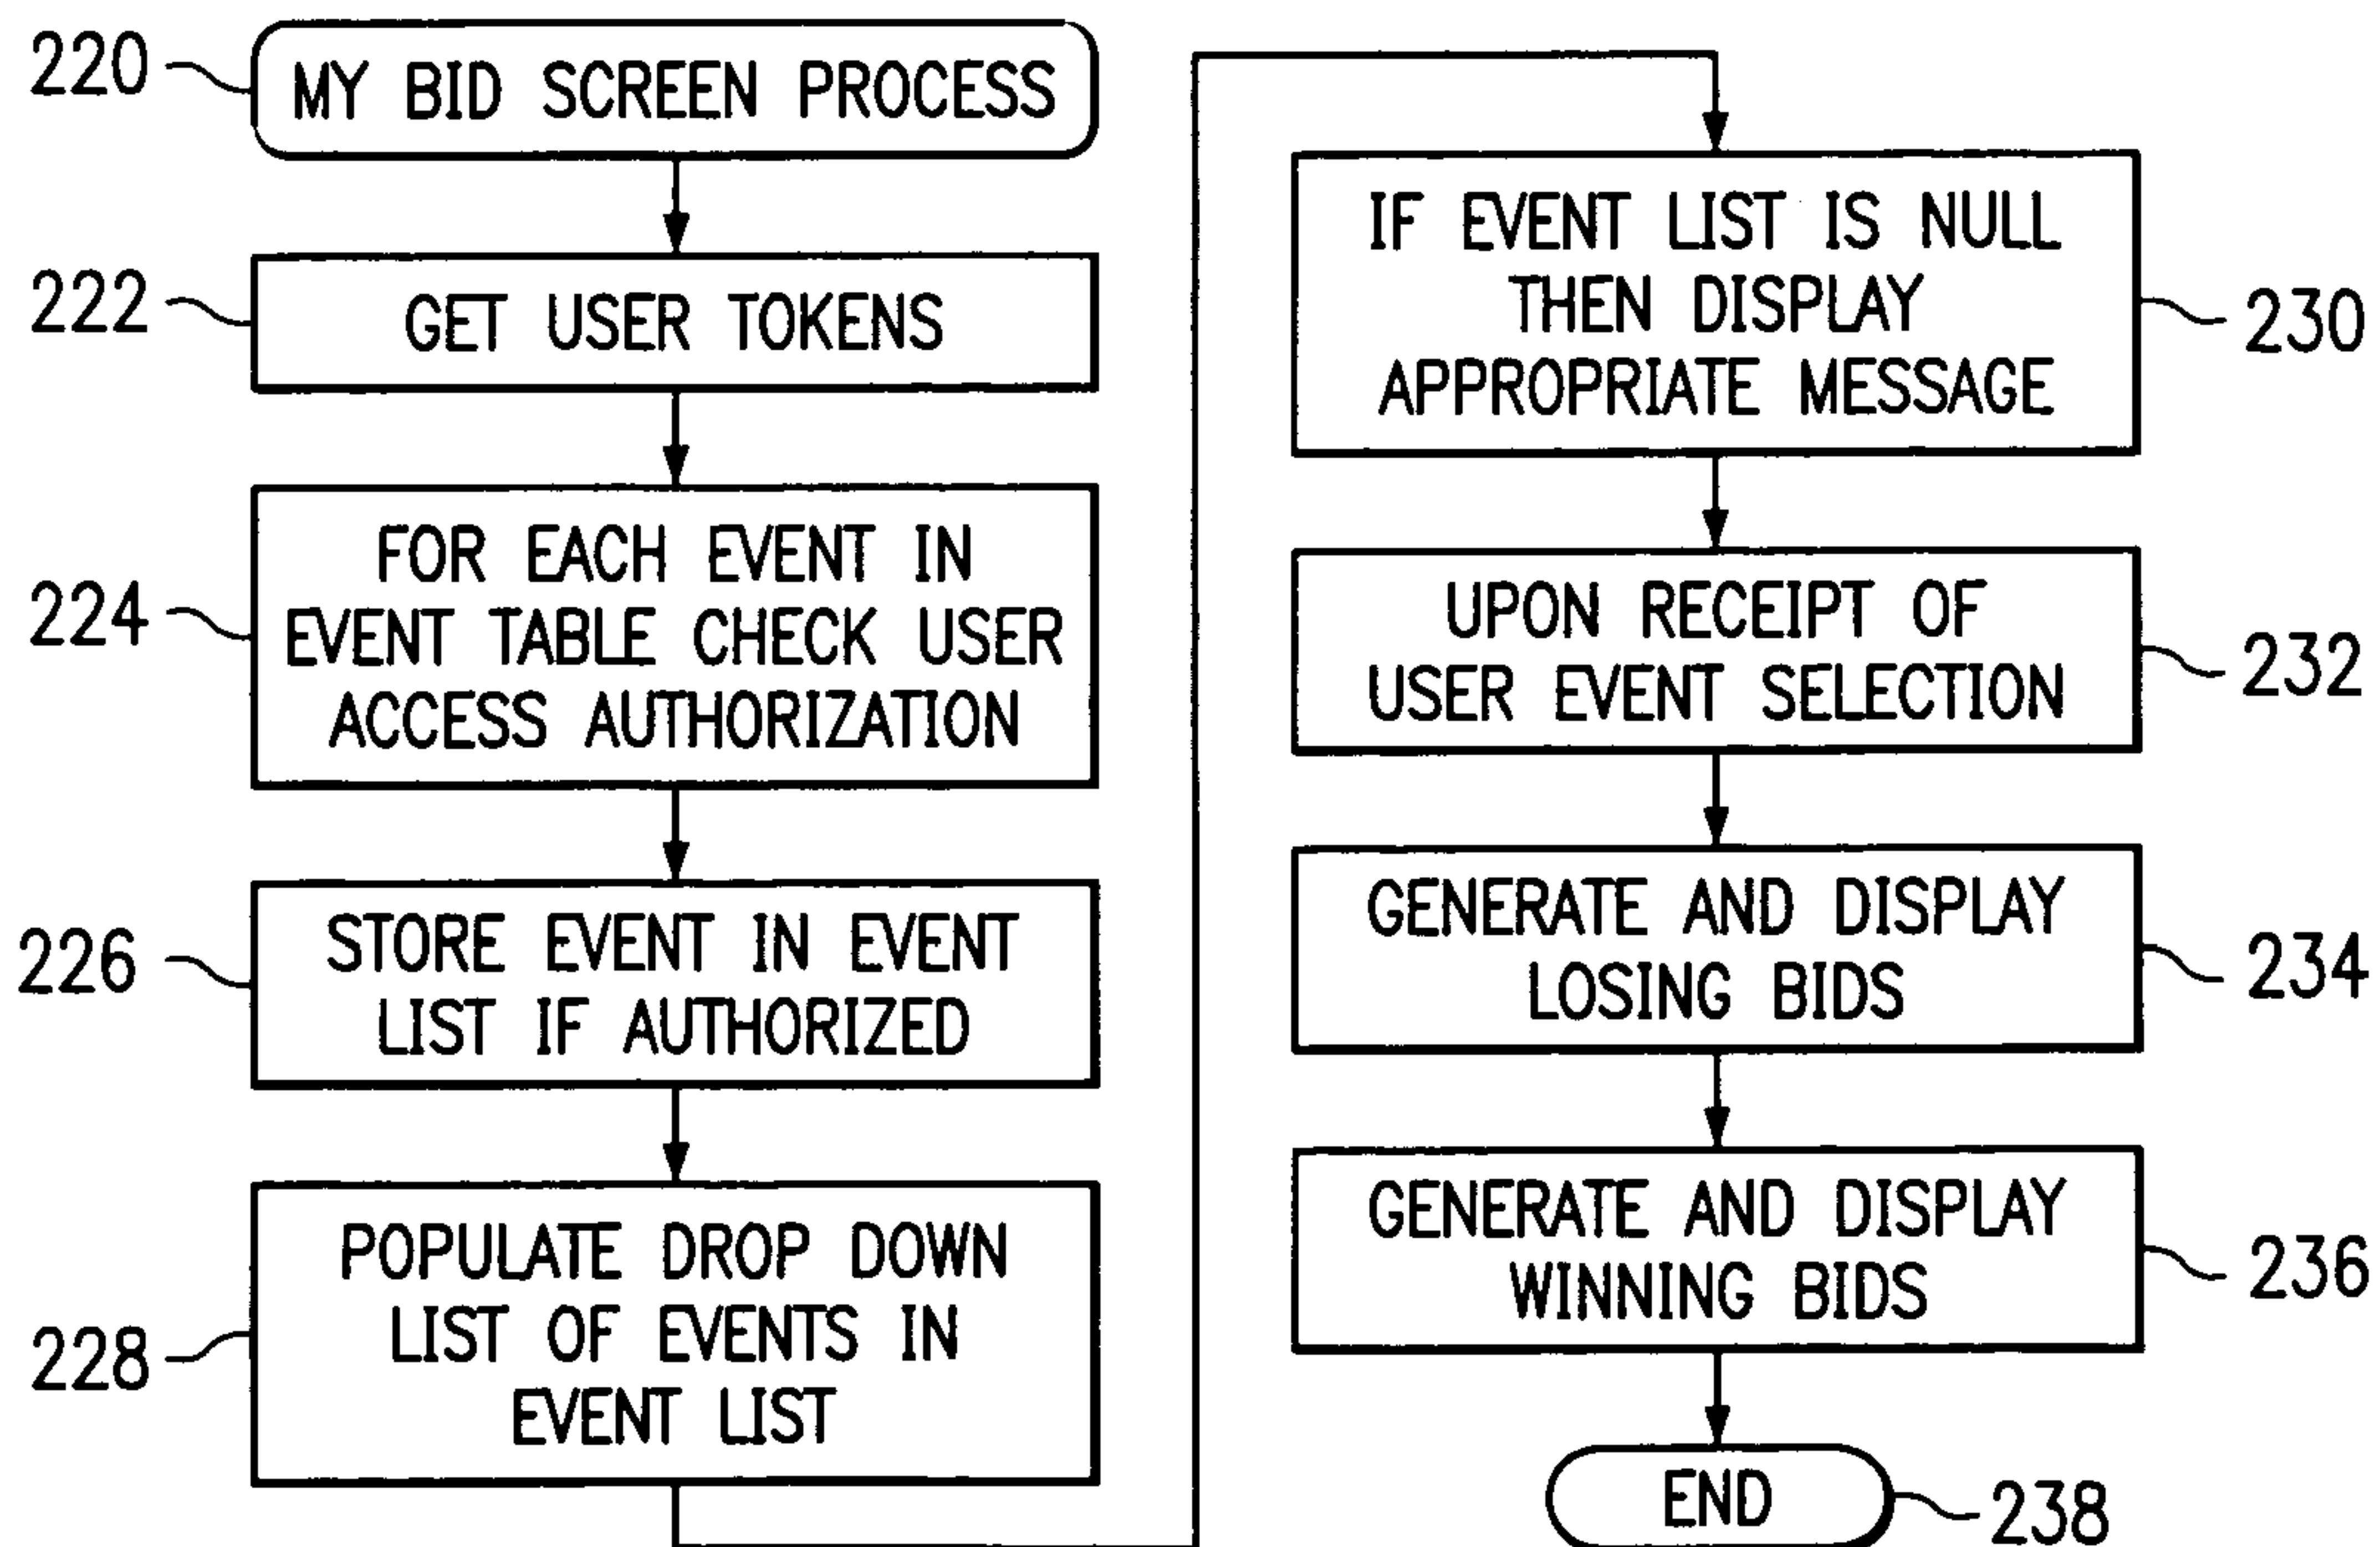 220
MY BID SCREEN PROCESS
222
GET USER TOKENS
224
FOR EACH EVENT IN
EVENT TABLE CHECK USER
ACCESS AUTHORIZATION
226
STORE EVENT IN EVENT
LIST IF AUTHORIZED
228
POPULATE DROP DOWN
LIST OF EVENTS IN
EVENT LIST
IF EVENT LIST IS NULL
THEN DISPLAY
APPROPRIATE MESSAGE
230
UPON RECEIPT OF
USER EVENT SELECTION
232
GENERATE AND DISPLAY
LOSING BIDS
234
GENERATE AND DISPLAY
WINNING BIDS
236
END
238